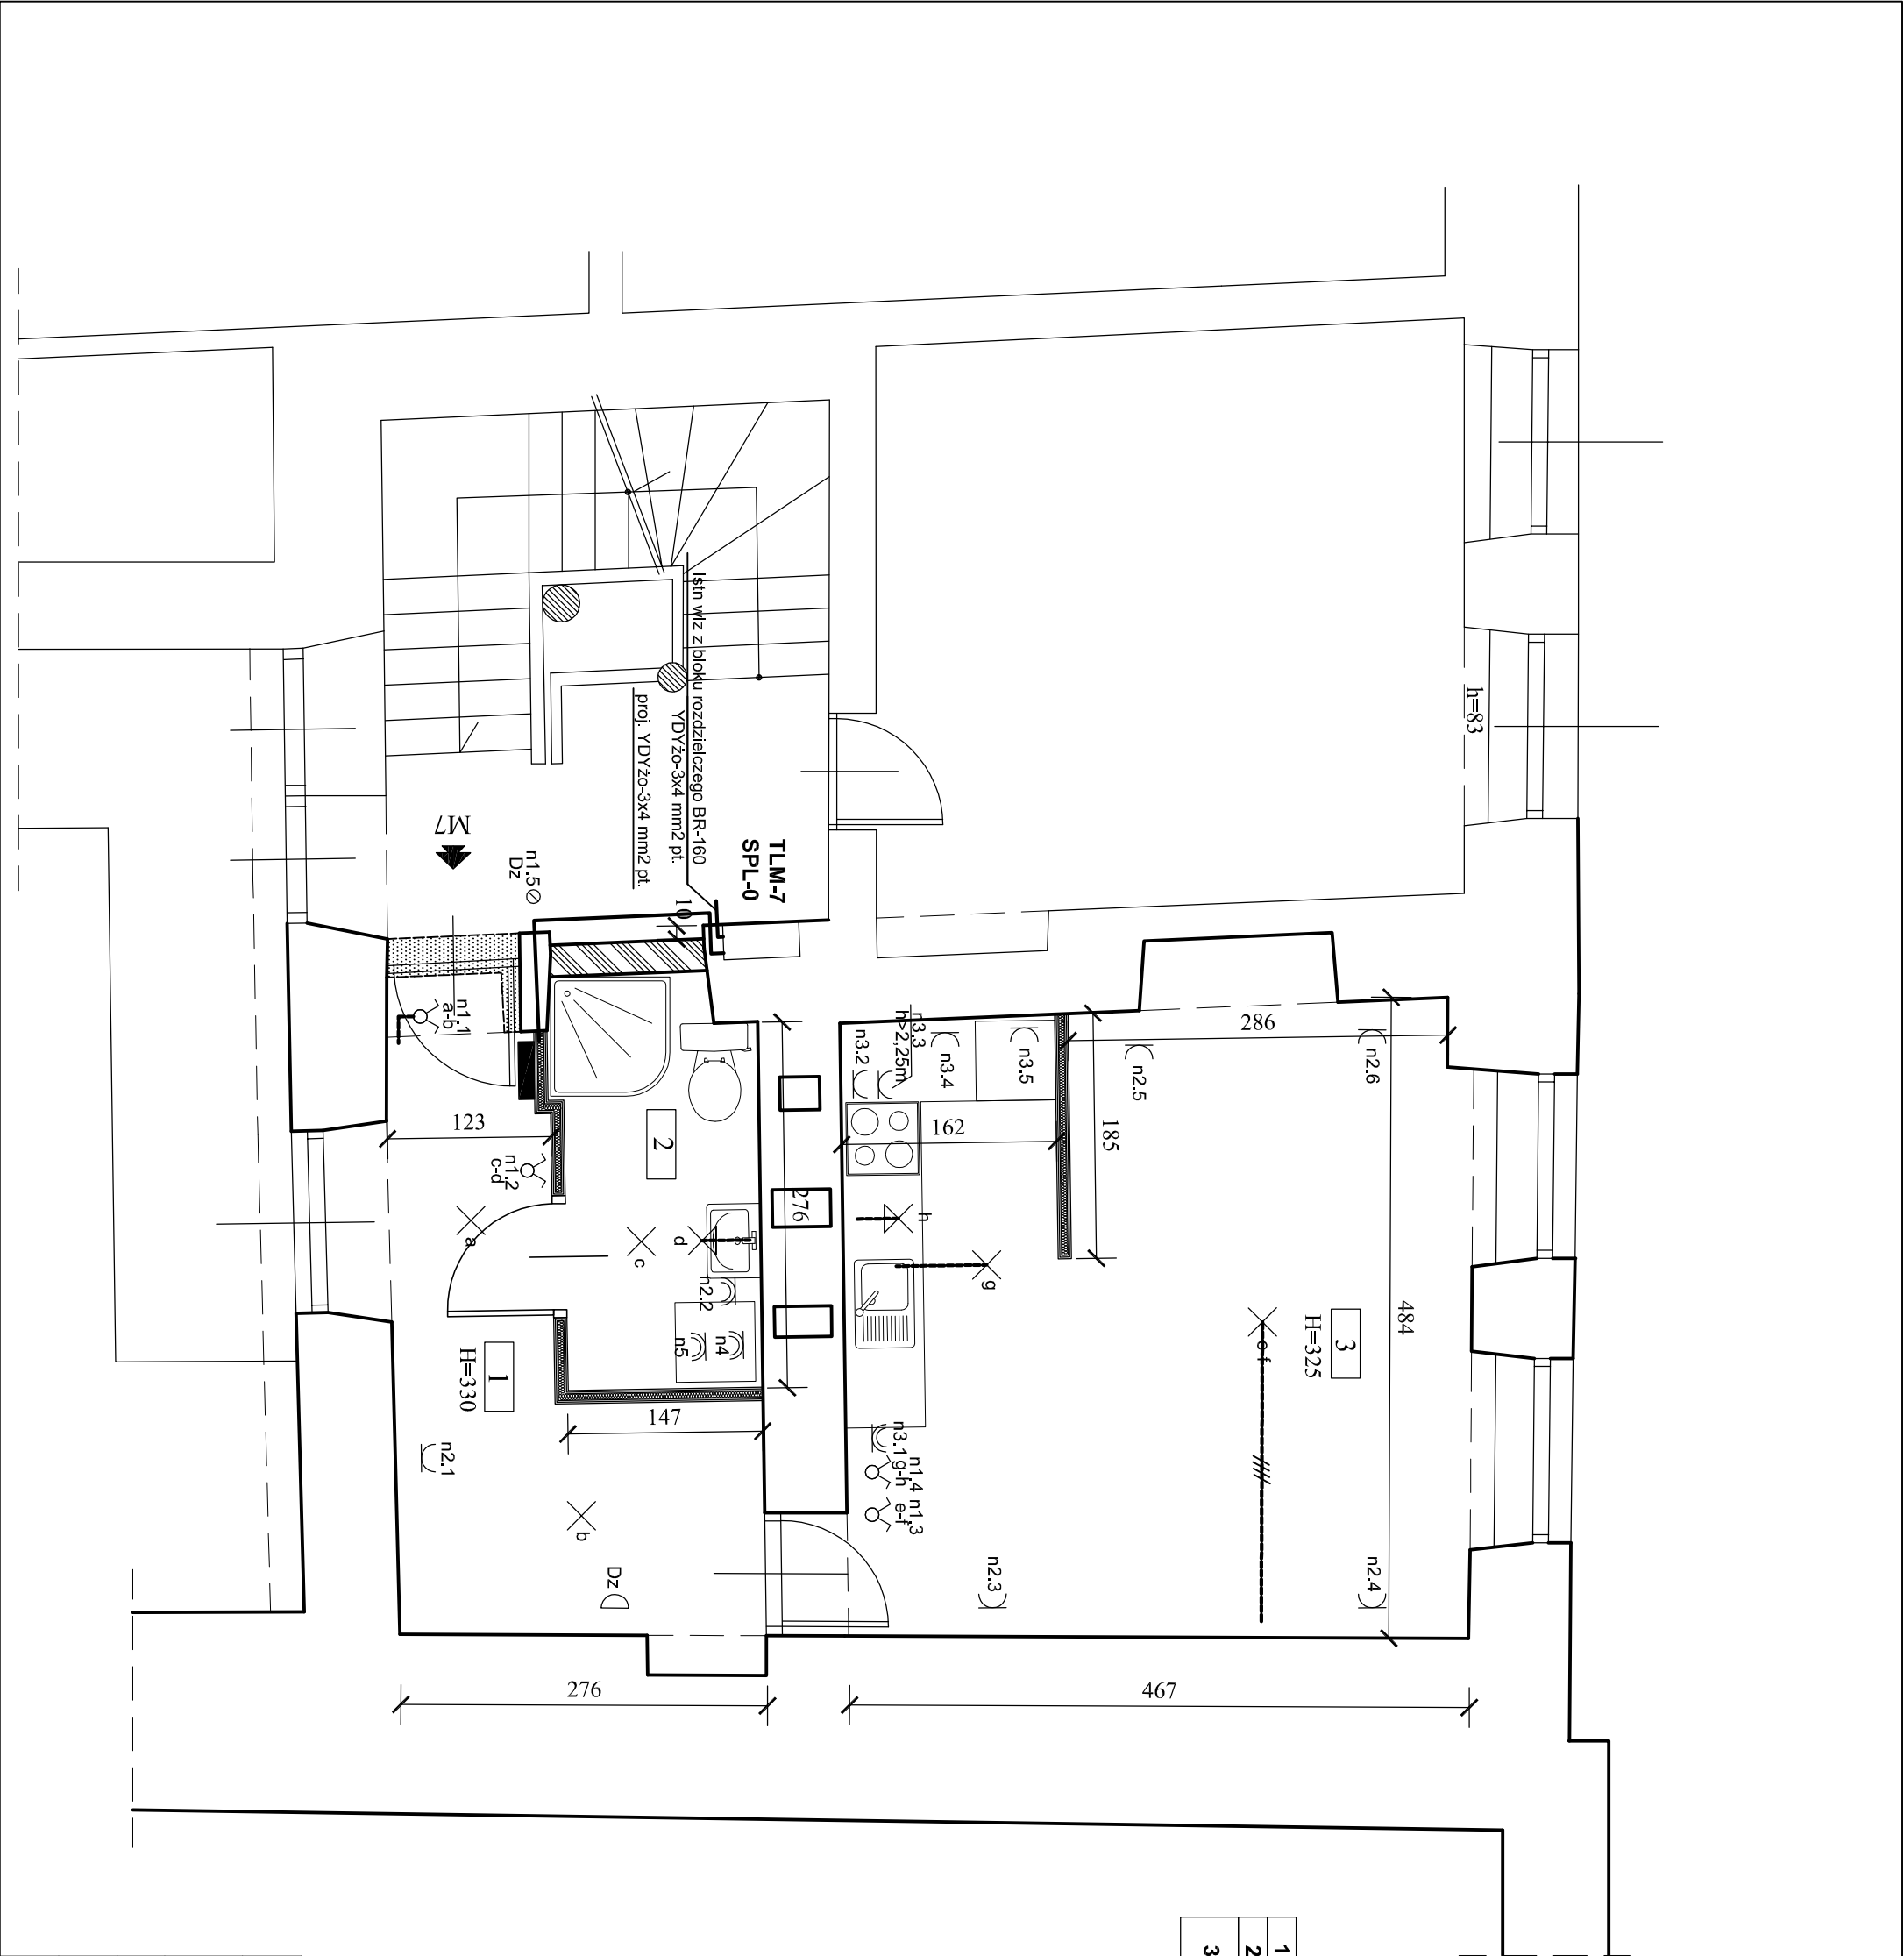 h=83
Istn wlz z bloku rozdzielczego BR-160
YDYżo-3x4 mm2 pt.
proj. YDYżo-3x4 mm2 pt.
TLM-7
SPL-0
M7
n1.5
Dz
10
n1.1
a-b
123
n1.2
c-d
a
2
c
d
276
n2.2
n4
n5
1
H=330
147
n2.1
b
Dz
n3.3
h>2,25m
n3.2
n3.4
n3.5
162
185
286
n2.5
n2.6
h
g
e-f
3
H=325
484
n3.1
g-h
n1.4
n1.3
e-f
n2.3
n2.4
276
467
1
2
3